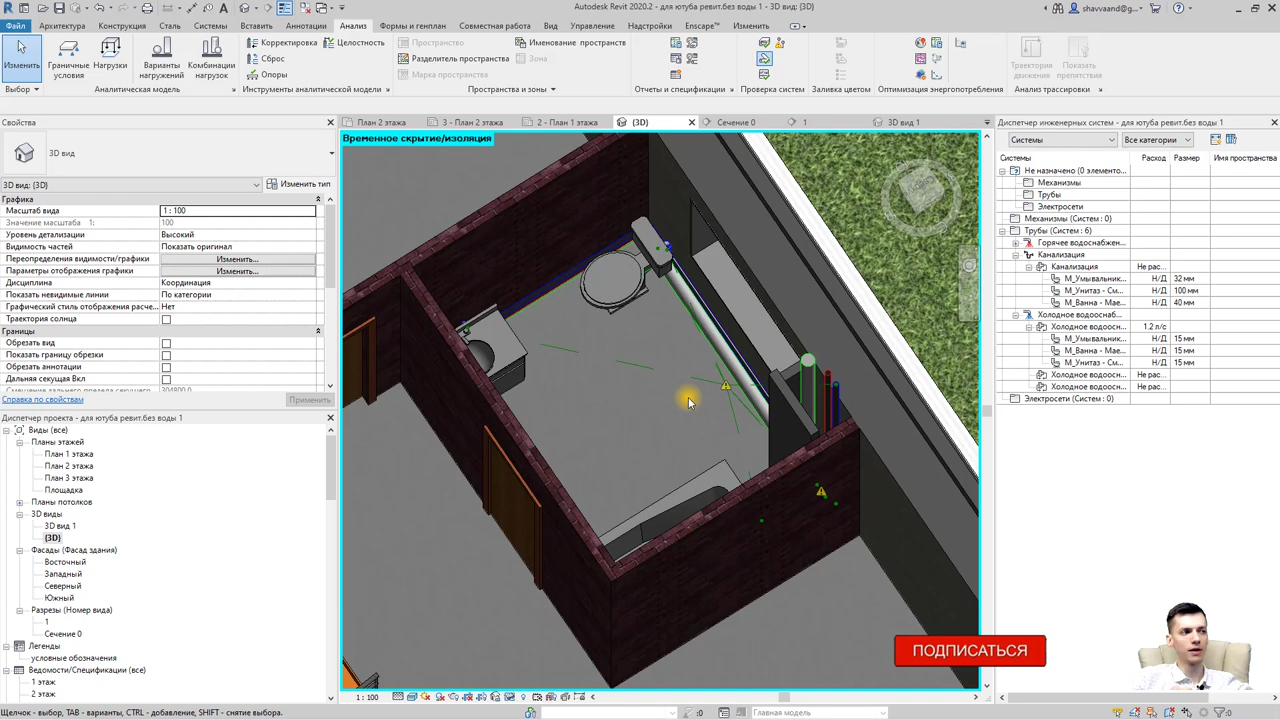 Autodesk Revit 2020.2 - для ютуба ревит.без воды 1 - 3D вид: {3D}
shavvaand@...
Файл Архитектура Конструкция Сталь Системы Вставить Аннотации Анализ Формы и генплан Совместная работа Вид Управление Надстройки Enscape™ Изменить
Изменить
Граничные условия
Нагрузки
Варианты нагружений
Комбинации нагрузок
Корректировка Целостность
Сброс
Опоры
Пространство Именование пространств
Разделитель пространства Зона
Марка пространства
Траектория движения
Показать препятствия
Выбор Аналитическая модель Инструменты аналитической модели Пространства и зоны Отчеты и спецификации Проверка систем Заливка цветом Оптимизация энергопотребления Анализ трассировки
Свойства
3D вид
3D вид: {3D} Изменить тип
Графика
Масштаб вида 1 : 100
Значение масштаба 1: 100
Уровень детализации Высокий
Видимость частей Показать оригинал
Переопределения видимости/графики Изменить...
Параметры отображения графики Изменить...
Дисциплина Координация
Показать невидимые линии По категории
Графический стиль отображения расче... Нет
Траектория солнца
Границы
Обрезать вид
Показать границу обрезки
Обрезать аннотации
Дальняя секущая Вкл
Смещение дальнего предела секущего 304800.0
Справка по свойствам Применить
Диспетчер проекта - для ютуба ревит.без воды 1
Виды (все)
Планы этажей
План 1 этажа
План 2 этажа
План 3 этажа
Площадка
Планы потолков
3D виды
3D вид 1
{3D}
Фасады (Фасад здания)
Восточный
Западный
Северный
Южный
Разрезы (Номер вида)
1
Сечение 0
Легенды
условные обозначения
Ведомости/Спецификации (все)
1 этаж
2 этаж
План 2 этажа 3 - План 2 этажа 2 - План 1 этажа {3D} Сечение 0 1 3D вид 1
Временное скрытие/изоляция
ПОДПИСАТЬСЯ
1 : 100
Диспетчер инженерных систем - для ютуба ревит.без воды 1
Системы Все категории
Системы Расход Размер Имя пространства
Не назначено (0 элементо...
Механизмы
Трубы
Электросети
Механизмы (Систем : 0)
Трубы (Систем : 6)
Горячее водоснабжен...
Канализация
Канализация Не рас...
М_Умывальник... Н/Д 32 мм
М_Унитаз - См... Н/Д 100 мм
М_Ванна - Мае... Н/Д 40 мм
Холодное водоснаб...
Холодное водоосн... 1.2 л/с
М_Умывальник... Н/Д 15 мм
М_Ванна - Мае... Н/Д 15 мм
М_Унитаз - См... Н/Д 15 мм
Холодное водоосн... Не рас...
Холодное водоосн... Не рас...
Электросети (Систем : 0)
Щелчок - выбор, TAB - варианты, CTRL - добавление, SHIFT - снятие выбора. :0 Главная модель :0